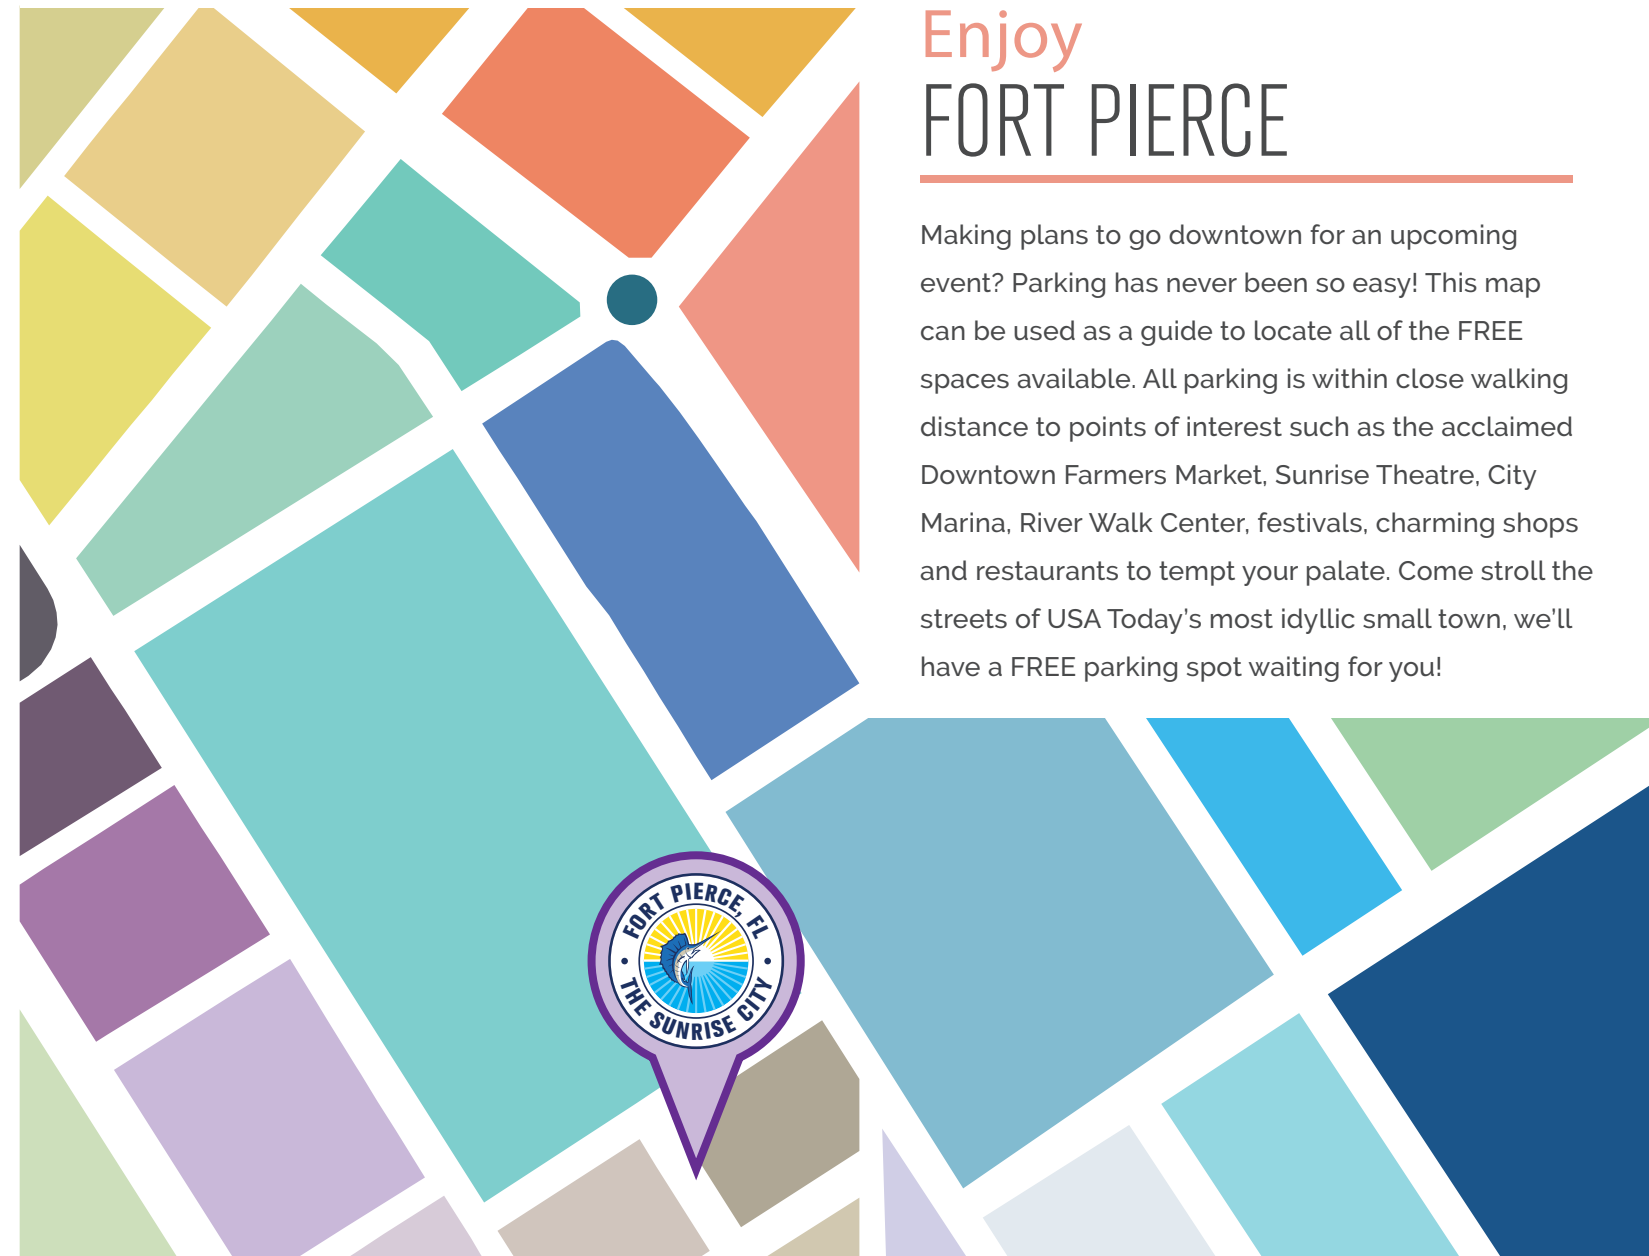 Enjoy
FORT PIERCE
Making plans to go downtown for an upcoming
event? Parking has never been so easy! This map
can be used as a guide to locate all of the FREE
spaces available. All parking is within close walking
distance to points of interest such as the acclaimed
Downtown Farmers Market, Sunrise Theatre, City
Marina, River Walk Center, festivals, charming shops
and restaurants to tempt your palate. Come stroll the
streets of USA Today’s most idyllic small town, we’ll
have a FREE parking spot waiting for you!
FORT PIERCE, FL
• THE SUNRISE CITY •